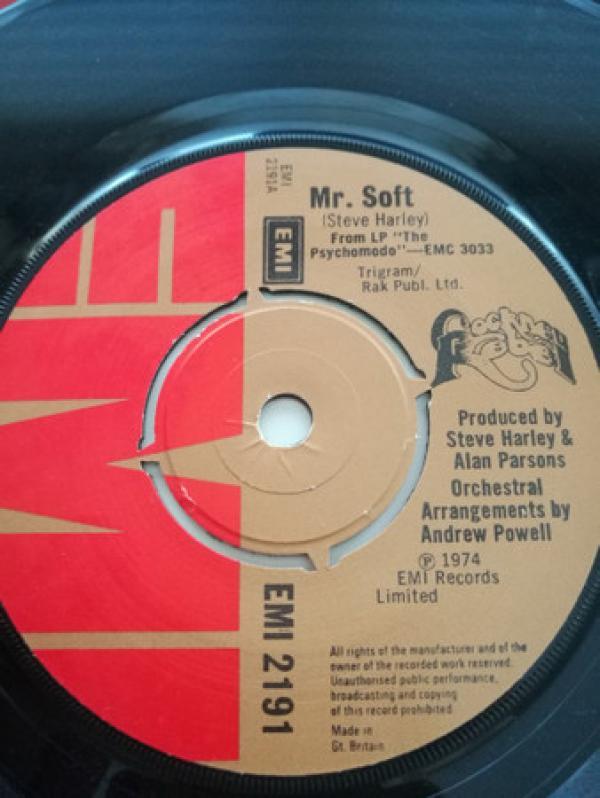 EMI
2191A
Mr. Soft
(Steve Harley)
From LP "The
Psychomodo"—EMC 3033
EMI
Trigram/
Rak Publ. Ltd.
Cockney
Rebel
Produced by
Steve Harley &
Alan Parsons
Orchestral
Arrangements by
Andrew Powell
℗ 1974
EMI Records
Limited
EMI 2191
All rights of the manufacturer and of the
owner of the recorded work reserved.
Unauthorised public performance,
broadcasting and copying
of this record prohibited
Made in
Gt. Britain
EMI